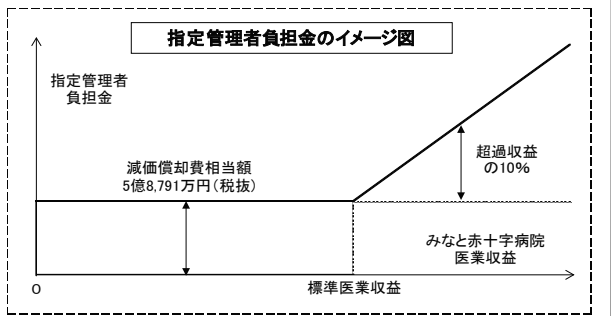 指定管理者負担金のイメージ図
指定管理者
負担金
減価償却費相当額
5億8,791万円（税抜）
超過収益
の10%
みなと赤十字病院
医業収益
0
標準医業収益